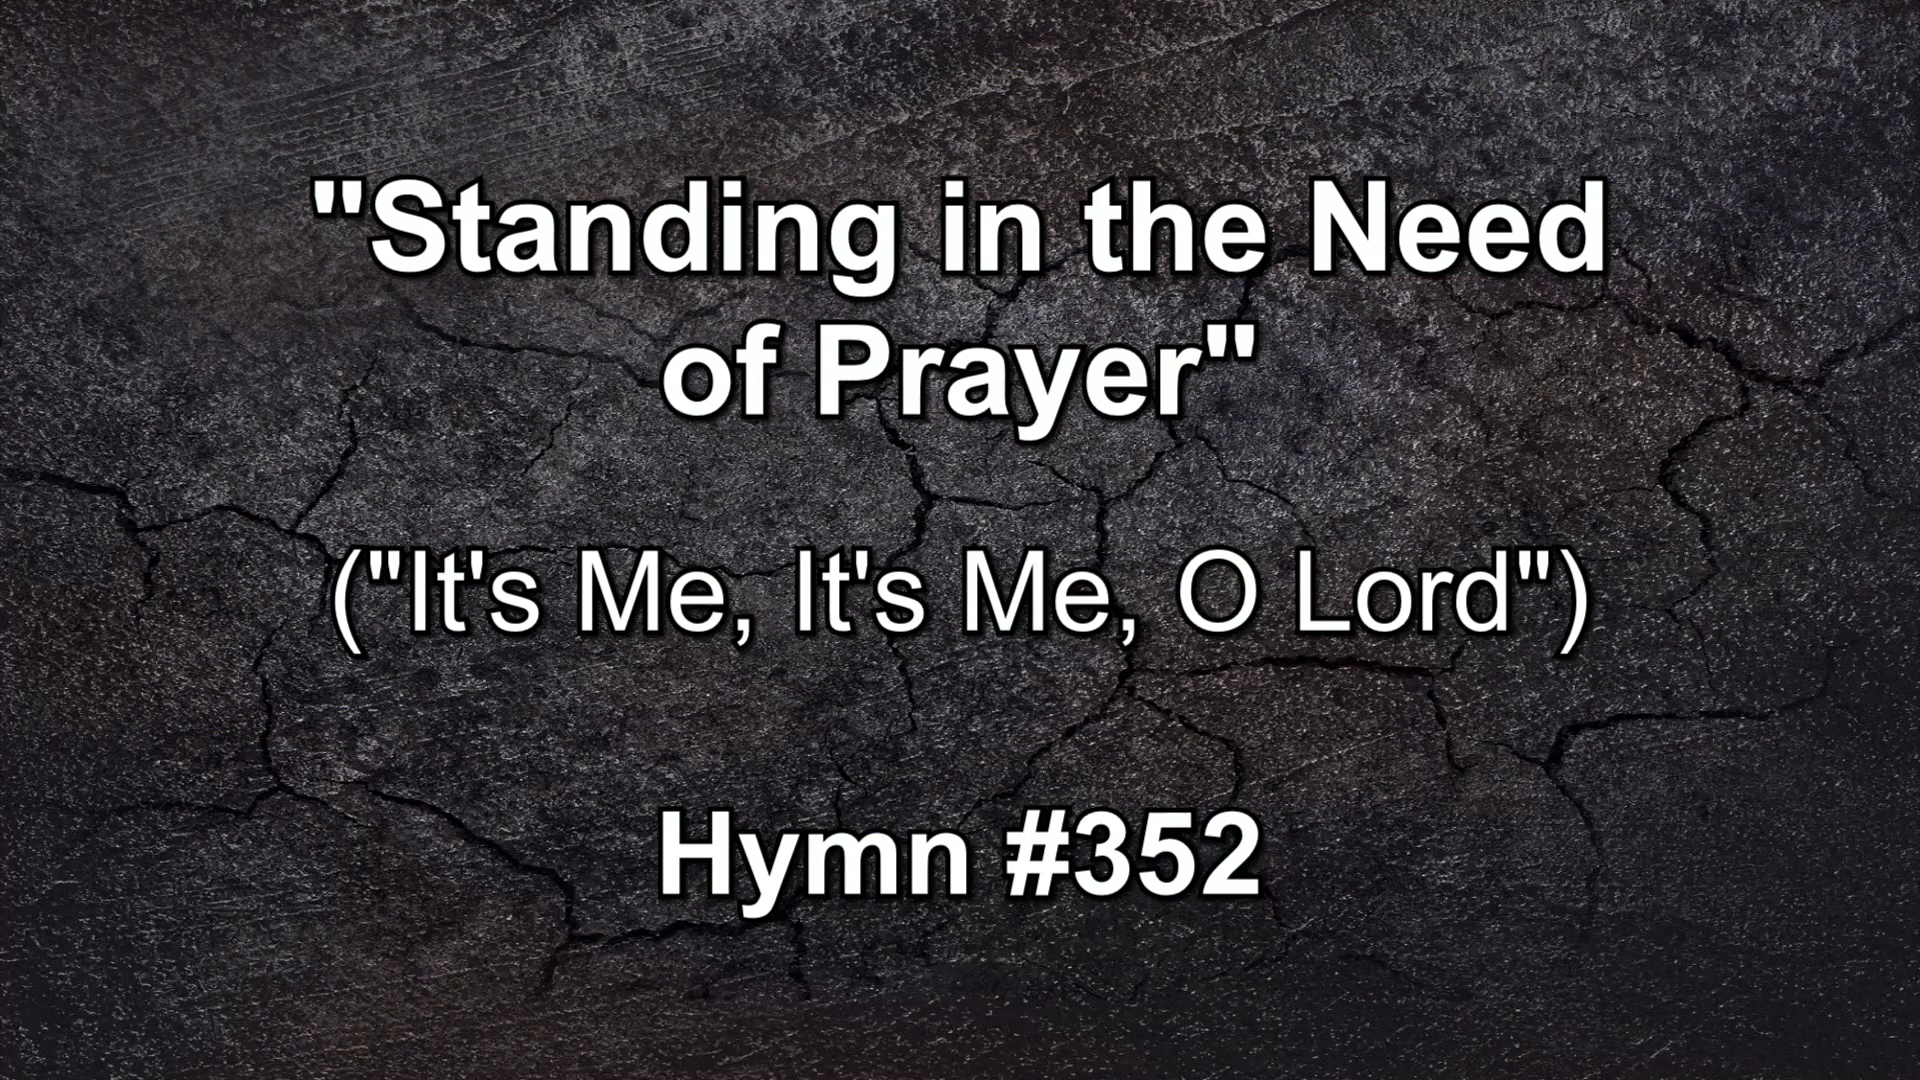 "Standing in the Need
of Prayer"
("It's Me, It's Me, O Lord")
Hymn #352